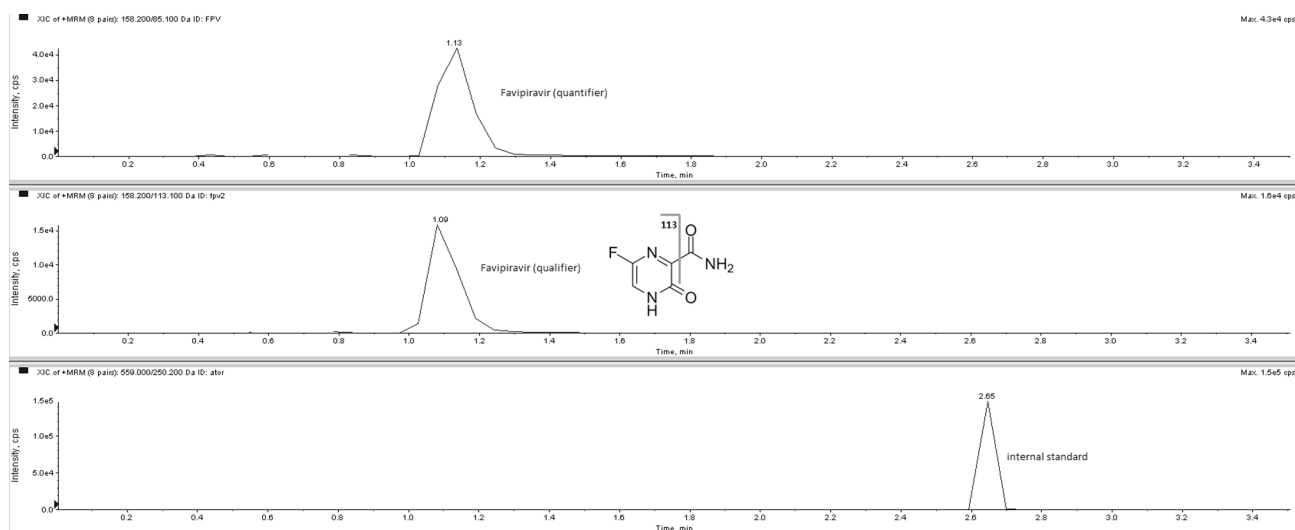 XIC of +MRM (8 pairs): 158.200/85.100 Da ID: FPV Max. 4.3e4 cps
1.13
4.0e4
3.0e4
2.0e4
1.0e4
0.0
Intensity, cps
Favipiravir (quantifier)
0.2 0.4 0.6 0.8 1.0 1.2 1.4 1.6 1.8 2.0 2.2 2.4 2.6 2.8 3.0 3.2 3.4
Time, min
XIC of +MRM (8 pairs): 158.200/113.100 Da ID: fpv2 Max. 1.6e4 cps
1.09
1.5e4
1.0e4
5000.0
0.0
Intensity, cps
Favipiravir (qualifier)
113
O
F N
NH2
N O
H
0.2 0.4 0.6 0.8 1.0 1.2 1.4 1.6 1.8 2.0 2.2 2.4 2.6 2.8 3.0 3.2 3.4
Time, min
XIC of +MRM (8 pairs): 559.000/250.200 Da ID: ator Max. 1.5e5 cps
2.65
1.5e5
1.0e5
5.0e4
0.0
Intensity, cps
internal standard
0.2 0.4 0.6 0.8 1.0 1.2 1.4 1.6 1.8 2.0 2.2 2.4 2.6 2.8 3.0 3.2 3.4
Time, min